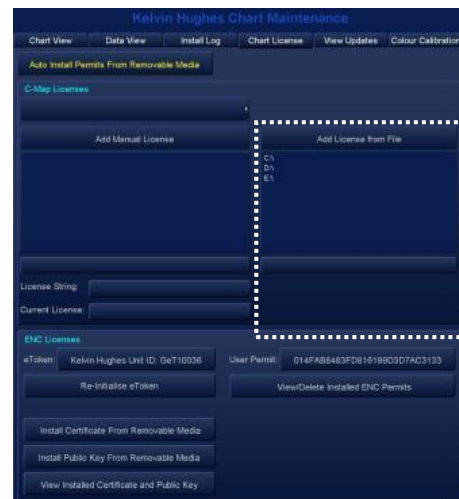 Kelvin Hughes Chart Maintenance
Chart View Data View Install Log Chart License View Updates Colour Calibration
Auto Install Permits From Removable Media
C-Map Licenses
Add Manual License Add License from File
C:\
D:\
E:\
License String:
Current License:
ENC Licenses
eToken: Kelvin Hughes Unit ID: GeT10036 User Permit: 014FAB8483FD816199D3D7AC3133
Re-Initialise eToken View/Delete Installed ENC Permits
Install Certificate From Removable Media
Install Public Key From Removable Media
View Installed Certificate and Public Key